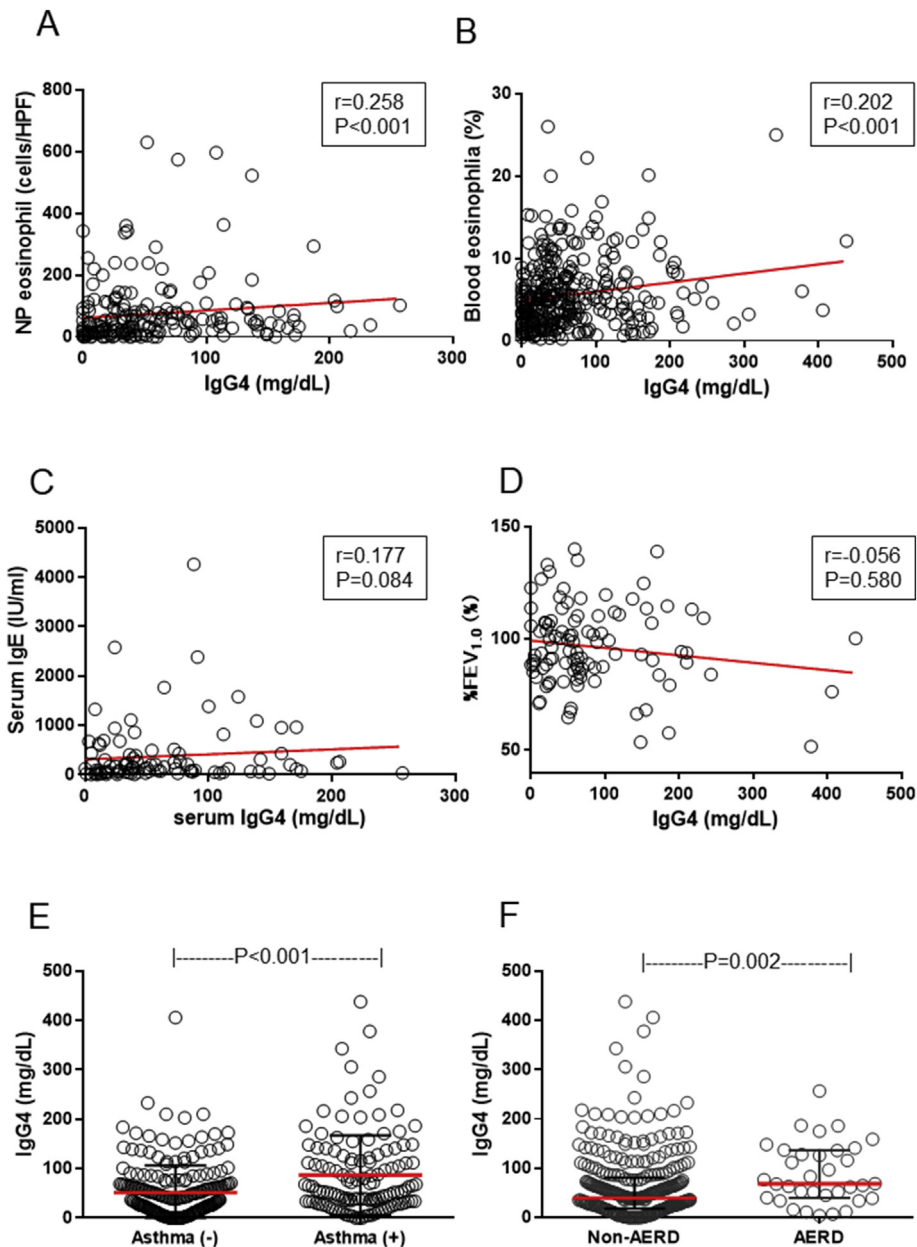 A
NP eosinophil (cells/HPF)
800
600
400
200
0
0
100
200
300
IgG4 (mg/dL)
r=0.258
P<0.001
B
Blood eosinophlia (%)
30
20
10
0
0
100
200
300
400
500
IgG4 (mg/dL)
r=0.202
P<0.001
C
Serum IgE (IU/ml)
5000
4000
3000
2000
1000
0
0
100
200
300
serum IgG4 (mg/dL)
r=0.177
P=0.084
D
%FEV1.0 (%)
150
100
50
0
100
200
300
400
500
IgG4 (mg/dL)
r=-0.056
P=0.580
E
|--------P<0.001----------|
IgG4 (mg/dL)
500
400
300
200
100
0
Asthma (-)
Asthma (+)
F
|--------P=0.002----------|
IgG4 (mg/dL)
500
400
300
200
100
0
Non-AERD
AERD